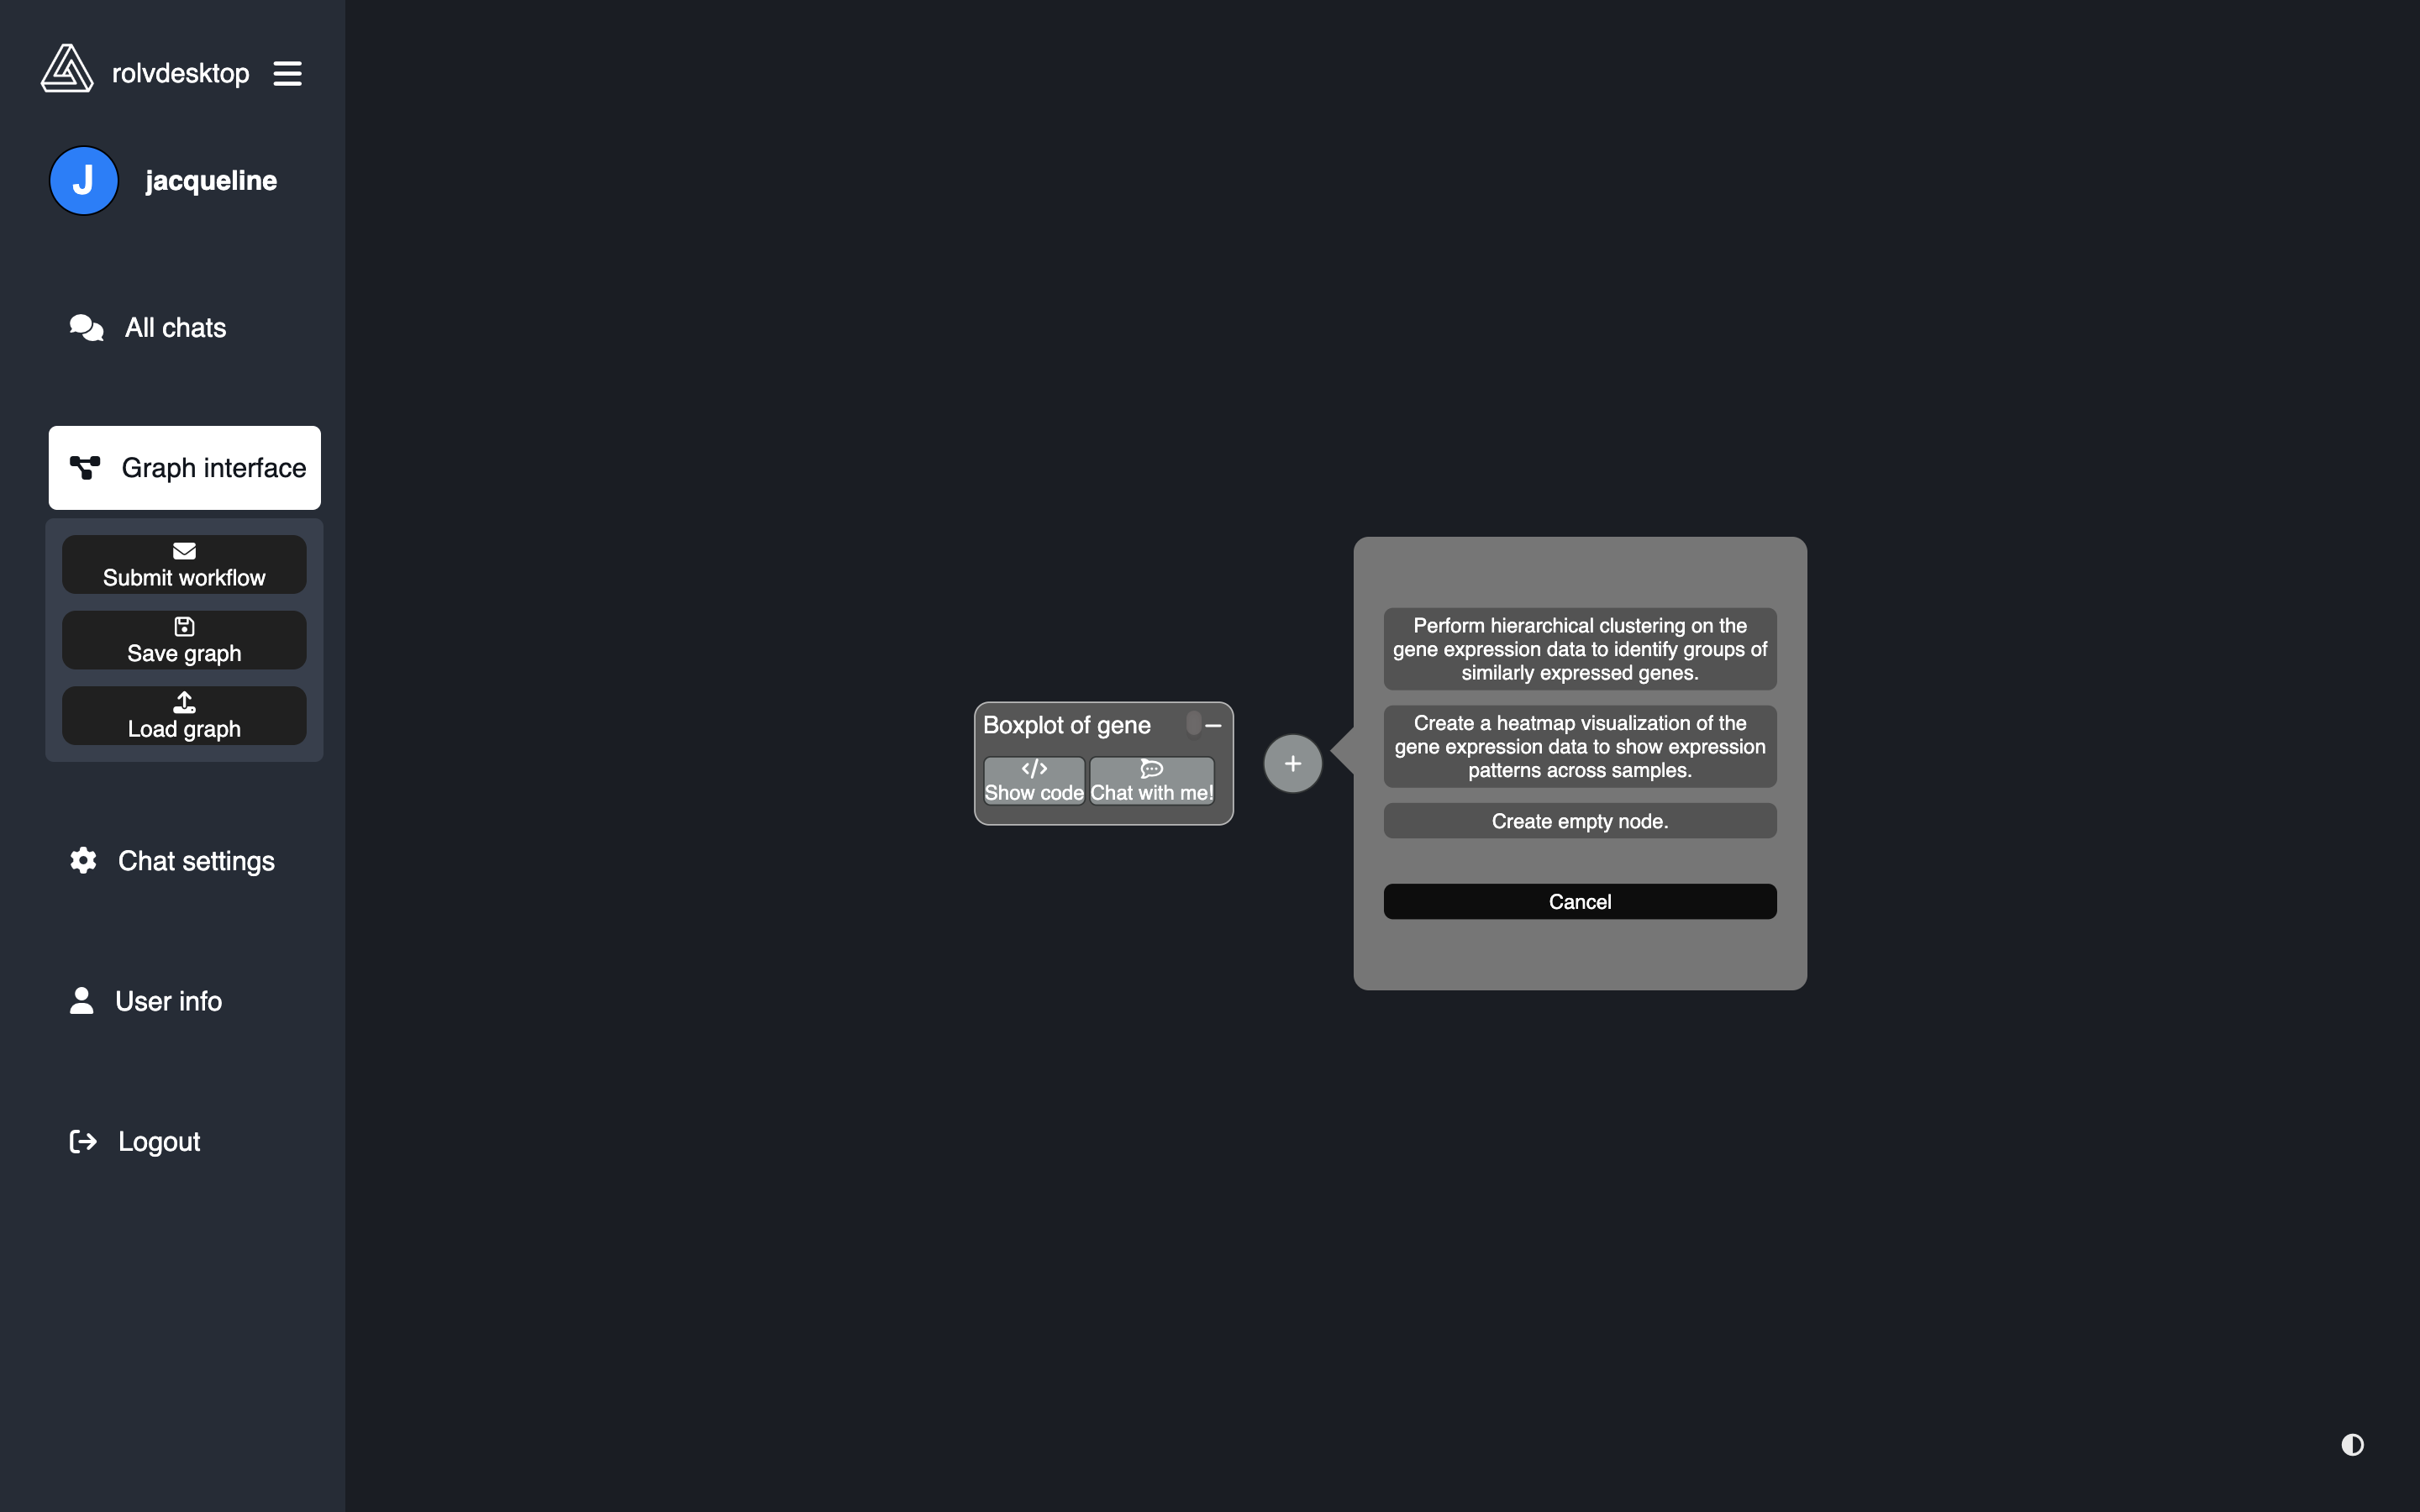 rolvdesktop
J
jacqueline
All chats
Graph interface
Submit workflow
Save graph
Load graph
Chat settings
User info
Logout
Boxplot of gene
</>
Show code
Chat with me!
+
Perform hierarchical clustering on the
gene expression data to identify groups of
similarly expressed genes.
Create a heatmap visualization of the
gene expression data to show expression
patterns across samples.
Create empty node.
Cancel